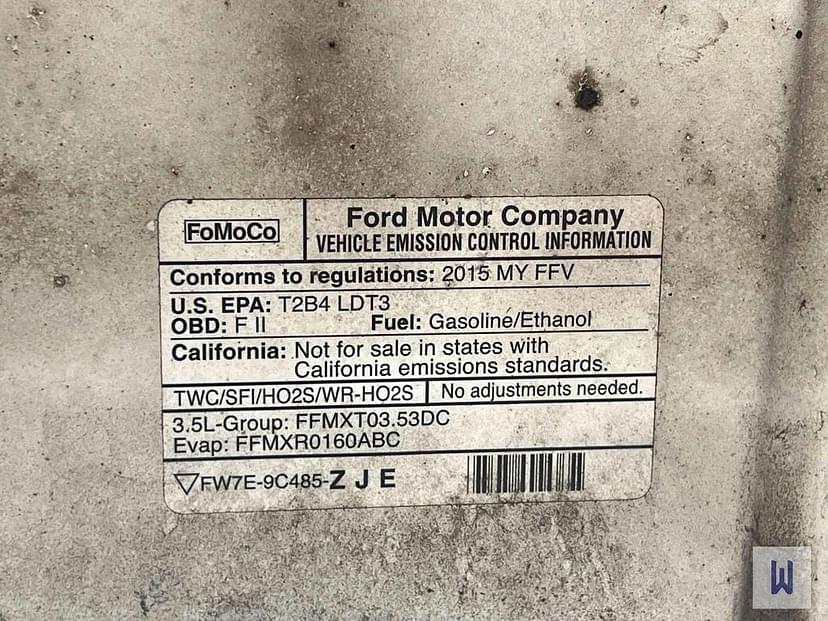 FoMoCo
Ford Motor Company
VEHICLE EMISSION CONTROL INFORMATION
Conforms to regulations: 2015 MY FFV
U.S. EPA: T2B4 LDT3
OBD: F II Fuel: Gasoline/Ethanol
California: Not for sale in states with
California emissions standards.
TWC/SFI/HO2S/WR-HO2S No adjustments needed.
3.5L-Group: FFMXT03.53DC
Evap: FFMXR0160ABC
FW7E-9C485-Z J E
W